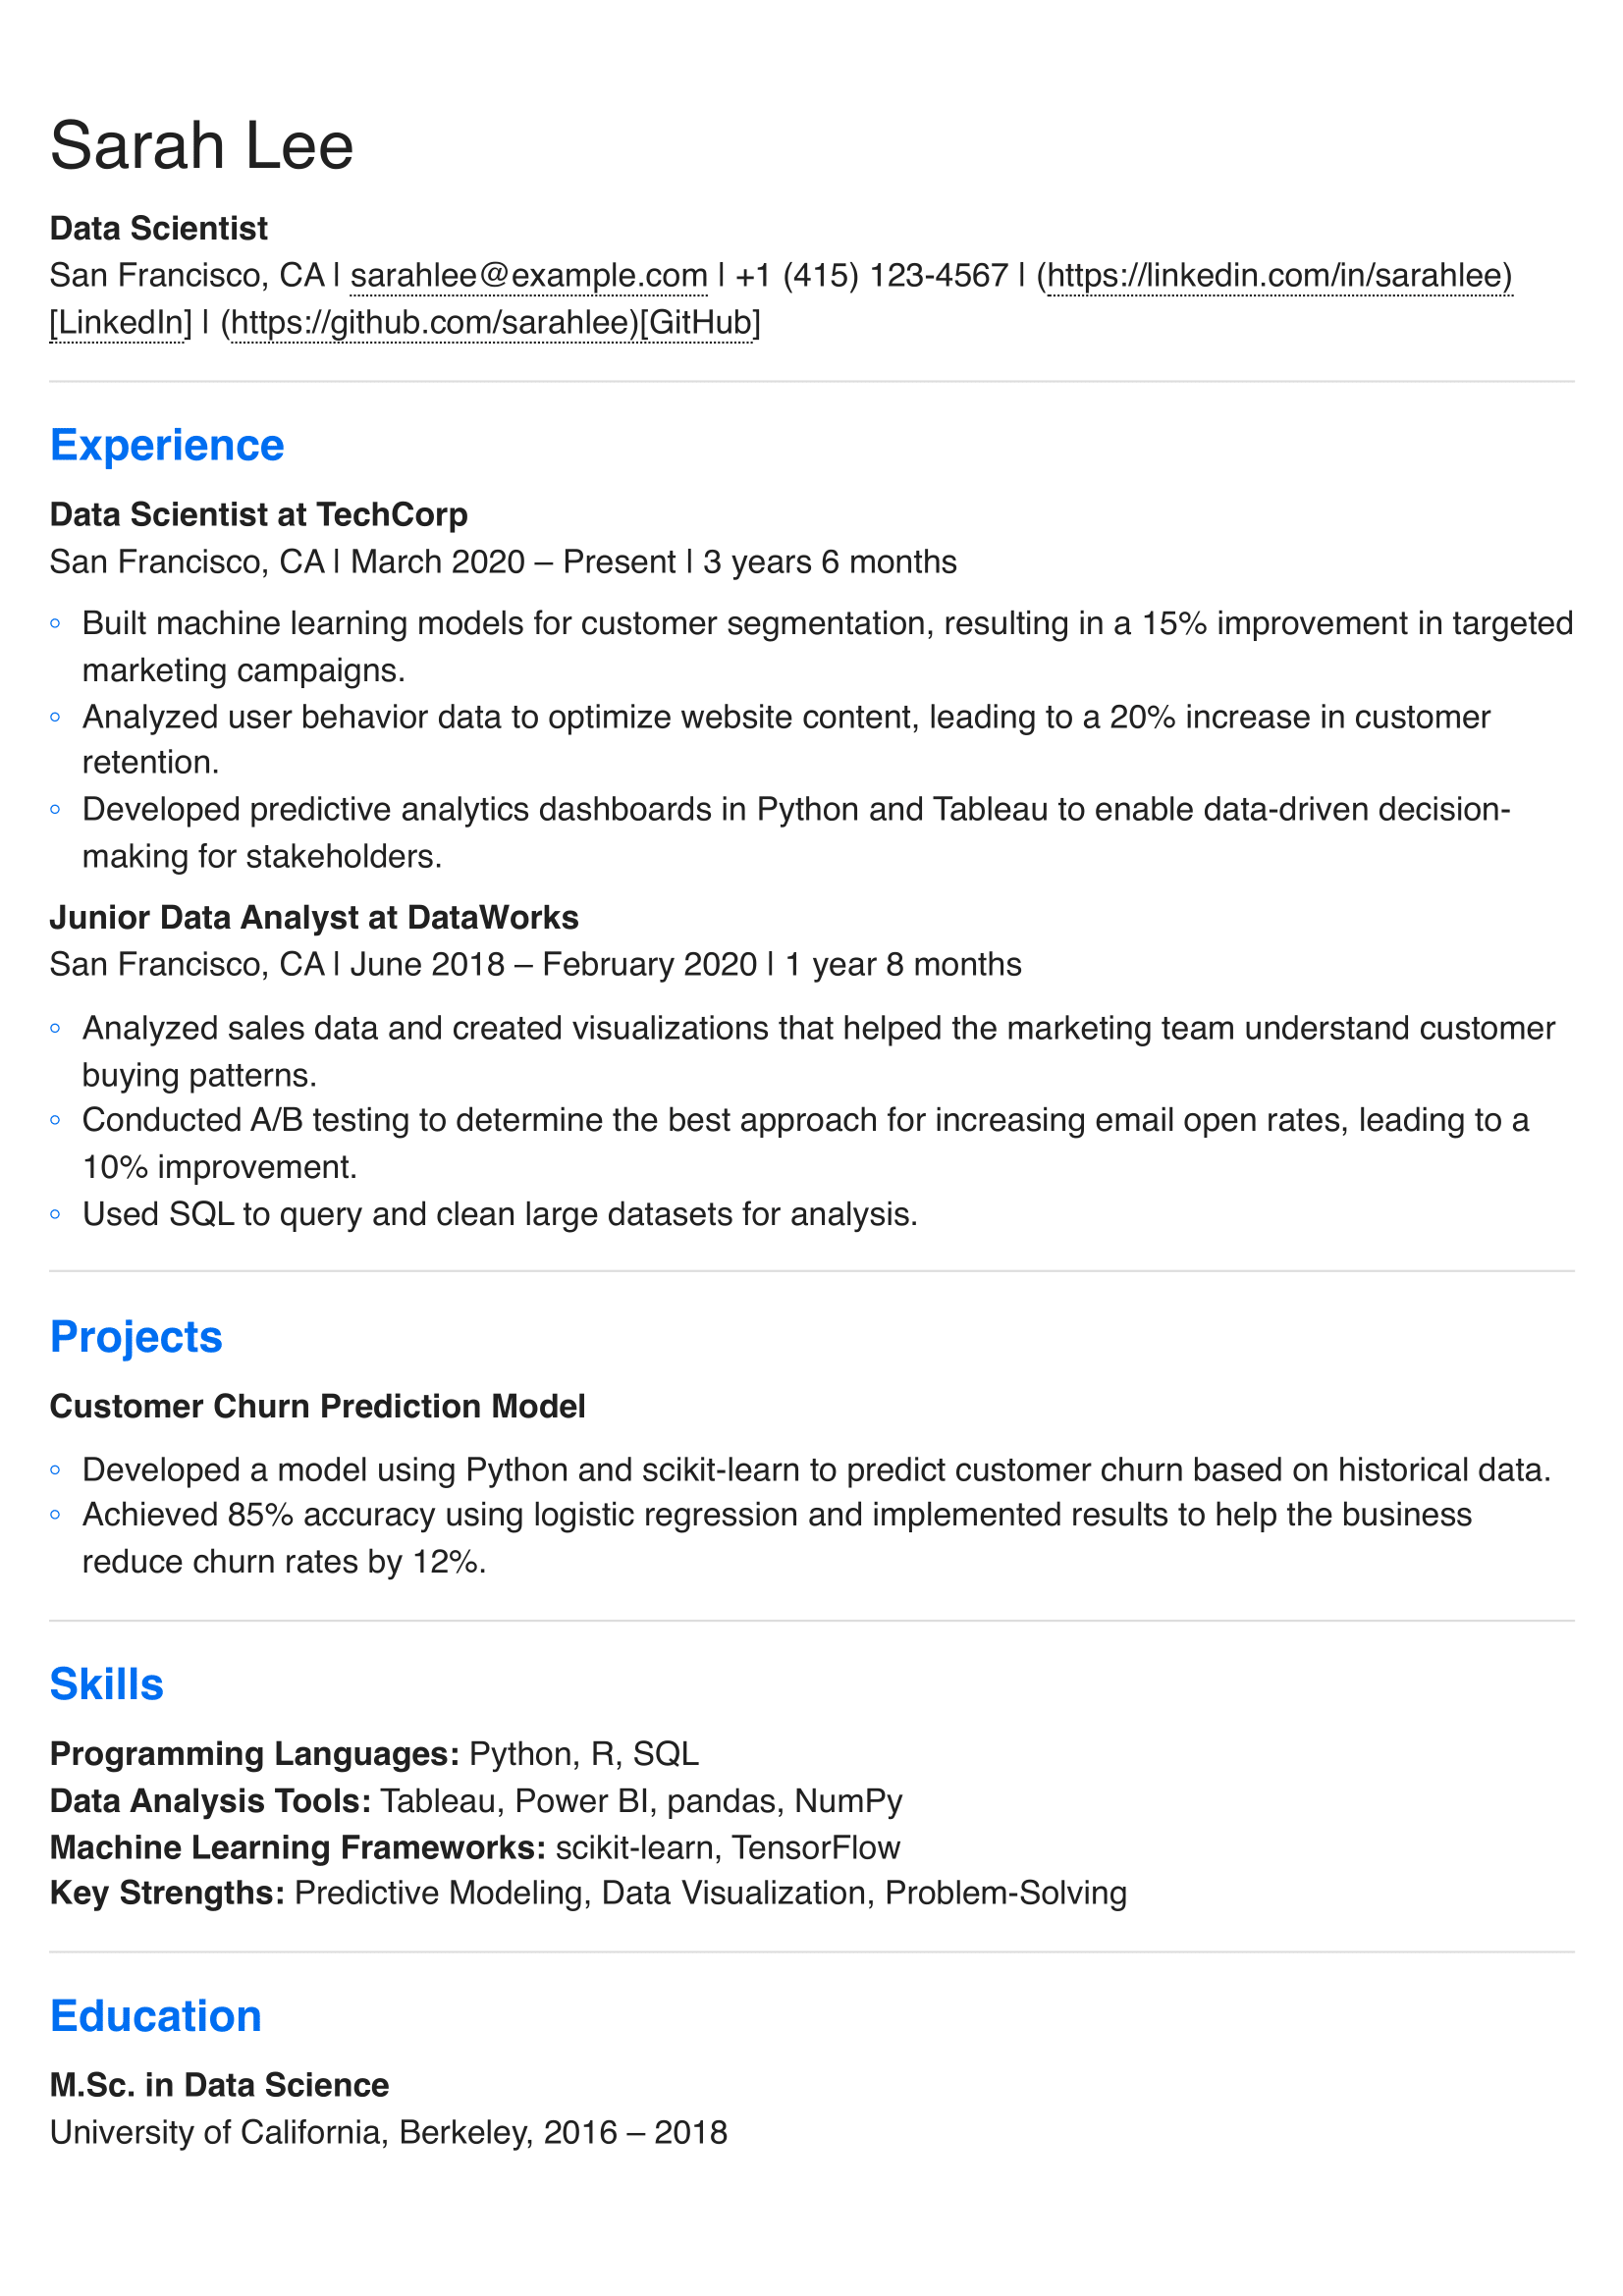 Sarah Lee
Data Scientist
San Francisco, CA | sarahlee@example.com | +1 (415) 123-4567 | (https://linkedin.com/in/sarahlee)
[LinkedIn] | (https://github.com/sarahlee)[GitHub]
Experience
Data Scientist at TechCorp
San Francisco, CA | March 2020 – Present | 3 years 6 months
◦ Built machine learning models for customer segmentation, resulting in a 15% improvement in targeted
marketing campaigns.
◦ Analyzed user behavior data to optimize website content, leading to a 20% increase in customer
retention.
◦ Developed predictive analytics dashboards in Python and Tableau to enable data-driven decision-
making for stakeholders.
Junior Data Analyst at DataWorks
San Francisco, CA | June 2018 – February 2020 | 1 year 8 months
◦ Analyzed sales data and created visualizations that helped the marketing team understand customer
buying patterns.
◦ Conducted A/B testing to determine the best approach for increasing email open rates, leading to a
10% improvement.
◦ Used SQL to query and clean large datasets for analysis.
Projects
Customer Churn Prediction Model
◦ Developed a model using Python and scikit-learn to predict customer churn based on historical data.
◦ Achieved 85% accuracy using logistic regression and implemented results to help the business
reduce churn rates by 12%.
Skills
Programming Languages: Python, R, SQL
Data Analysis Tools: Tableau, Power BI, pandas, NumPy
Machine Learning Frameworks: scikit-learn, TensorFlow
Key Strengths: Predictive Modeling, Data Visualization, Problem-Solving
Education
M.Sc. in Data Science
University of California, Berkeley, 2016 – 2018